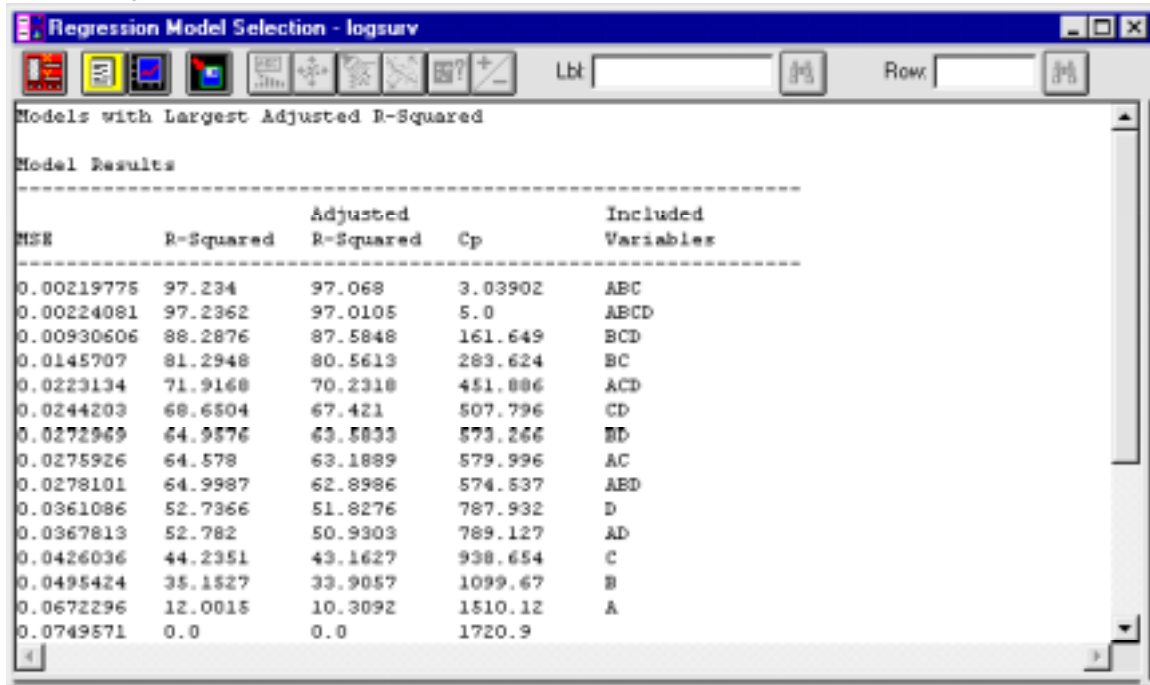 Regression Model Selection - logsurv
Lbl: Row:
Models with Largest Adjusted R-Squared
Model Results
Adjusted Included
MSE R-Squared R-Squared Cp Variables
0.00219775 97.234 97.068 3.03902 ABC
0.00224081 97.2362 97.0105 5.0 ABCD
0.00930606 88.2876 87.5848 161.649 BCD
0.0145707 81.2948 80.5613 283.624 BC
0.0223134 71.9168 70.2318 451.886 ACD
0.0244203 68.6504 67.421 507.796 CD
0.0272969 64.9576 63.5833 573.266 BD
0.0275926 64.578 63.1889 579.996 AC
0.0278101 64.9987 62.8986 574.537 ABD
0.0361086 52.7366 51.8276 787.932 D
0.0367813 52.782 50.9303 789.127 AD
0.0426036 44.2351 43.1627 938.654 C
0.0495424 35.1527 33.9057 1099.67 B
0.0672296 12.0015 10.3092 1510.12 A
0.0749571 0.0 0.0 1720.9